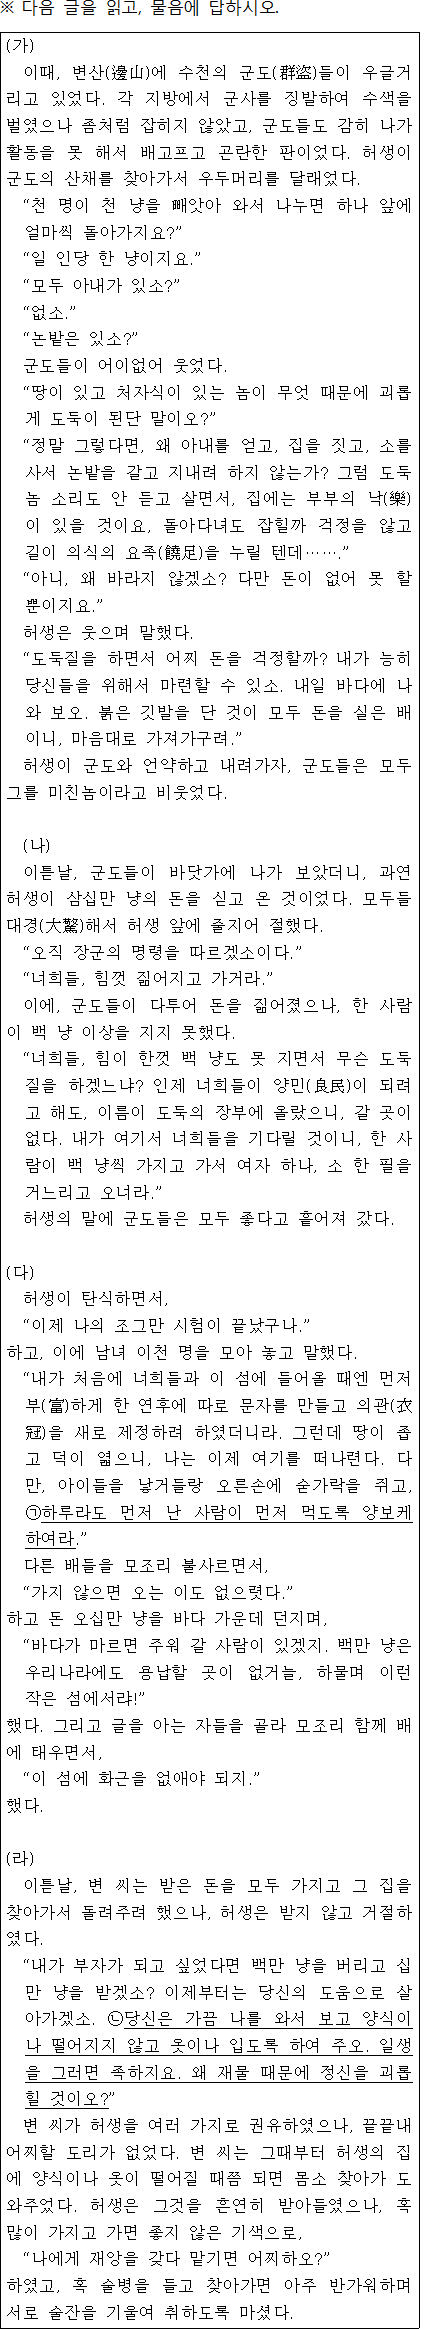 ※ 다음 글을 읽고, 물음에 답하시오.
(가)
이때, 변산(邊山)에 수천의 군도(群盜)들이 우글거
리고 있었다. 각 지방에서 군사를 징발하여 수색을
벌였으나 좀처럼 잡히지 않았고, 군도들도 감히 나가
활동을 못 해서 배고프고 곤란한 판이었다. 허생이
군도의 산채를 찾아가서 우두머리를 달래었다.
“천 명이 천 냥을 빼앗아 와서 나누면 하나 앞에
얼마씩 돌아가지요?”
“일 인당 한 냥이지요.”
“모두 아내가 있소?”
“없소.”
“논밭은 있소?”
군도들이 어이없어 웃었다.
“땅이 있고 처자식이 있는 놈이 무엇 때문에 괴롭
게 도둑이 된단 말이오?”
“정말 그렇다면, 왜 아내를 얻고, 집을 짓고, 소를
사서 논밭을 갈고 지내려 하지 않는가? 그럼 도둑
놈 소리도 안 듣고 살면서, 집에는 부부의 낙(樂)
이 있을 것이요, 돌아다녀도 잡힐까 걱정을 않고
길이 의식의 요족(饒足)을 누릴 텐데…….”
“아니, 왜 바라지 않겠소? 다만 돈이 없어 못 할
뿐이지요.”
허생은 웃으며 말했다.
“도둑질을 하면서 어찌 돈을 걱정할까? 내가 능히
당신들을 위해서 마련할 수 있소. 내일 바다에 나
와 보오. 붉은 깃발을 단 것이 모두 돈을 실은 배
이니, 마음대로 가져가구려.”
허생이 군도와 언약하고 내려가자, 군도들은 모두
그를 미친놈이라고 비웃었다.
(나)
이튿날, 군도들이 바닷가에 나가 보았더니, 과연
허생이 삼십만 냥의 돈을 싣고 온 것이었다. 모두들
대경(大驚)해서 허생 앞에 줄지어 절했다.
“오직 장군의 명령을 따르겠소이다.”
“너희들, 힘껏 짊어지고 가거라.”
이에, 군도들이 다투어 돈을 짊어졌으나, 한 사람
이 백 냥 이상을 지지 못했다.
“너희들, 힘이 한껏 백 냥도 못 지면서 무슨 도둑
질을 하겠느냐? 인제 너희들이 양민(良民)이 되려
고 해도, 이름이 도둑의 장부에 올랐으니, 갈 곳이
없다. 내가 여기서 너희들을 기다릴 것이니, 한 사
람이 백 냥씩 가지고 가서 여자 하나, 소 한 필을
거느리고 오너라.”
허생의 말에 군도들은 모두 좋다고 흩어져 갔다.
(다)
허생이 탄식하면서,
“이제 나의 조그만 시험이 끝났구나.”
하고, 이에 남녀 이천 명을 모아 놓고 말했다.
“내가 처음에 너희들과 이 섬에 들어올 때엔 먼저
부(富)하게 한 연후에 따로 문자를 만들고 의관(衣
冠)을 새로 제정하려 하였더니라. 그런데 땅이 좁
고 덕이 엷으니, 나는 이제 여기를 떠나련다. 다
만, 아이들을 낳거들랑 오른손에 숟가락을 쥐고,
㉠하루라도 먼저 난 사람이 먼저 먹도록 양보케
하여라.”
다른 배들을 모조리 불사르면서,
“가지 않으면 오는 이도 없으렷다.”
하고 돈 오십만 냥을 바다 가운데 던지며,
“바다가 마르면 주워 갈 사람이 있겠지. 백만 냥은
우리나라에도 용납할 곳이 없거늘, 하물며 이런
작은 섬에서랴!”
했다. 그리고 글을 아는 자들을 골라 모조리 함께 배
에 태우면서,
“이 섬에 화근을 없애야 되지.”
했다.
(라)
이튿날, 변 씨는 받은 돈을 모두 가지고 그 집을
찾아가서 돌려주려 했으나, 허생은 받지 않고 거절하
였다.
“내가 부자가 되고 싶었다면 백만 냥을 버리고 십
만 냥을 받겠소? 이제부터는 당신의 도움으로 살
아가겠소. ㉡당신은 가끔 나를 와서 보고 양식이
나 떨어지지 않고 옷이나 입도록 하여 주오. 일생
을 그러면 족하지요. 왜 재물 때문에 정신을 괴롭
힐 것이오?”
변 씨가 허생을 여러 가지로 권유하였으나, 끝끝내
어찌할 도리가 없었다. 변 씨는 그때부터 허생의 집
에 양식이나 옷이 떨어질 때쯤 되면 몸소 찾아가 도
와주었다. 허생은 그것을 흔연히 받아들였으나, 혹
많이 가지고 가면 좋지 않은 기색으로,
“나에게 재앙을 갖다 맡기면 어찌하오?”
하였고, 혹 술병을 들고 찾아가면 아주 반가워하며
서로 술잔을 기울여 취하도록 마셨다.